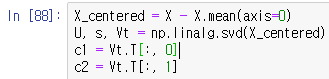 In [88]: X_centered = X - X.mean(axis=0)
U, s, Vt = np.linalg.svd(X_centered)
c1 = Vt.T[:, 0]
c2 = Vt.T[:, 1]